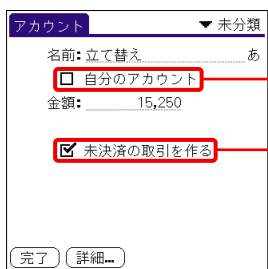 アカウント ▼ 未分類
名前: 立て替え あ
自分のアカウント
金額: 15,250
未決済の取引を作る
完了 詳細...